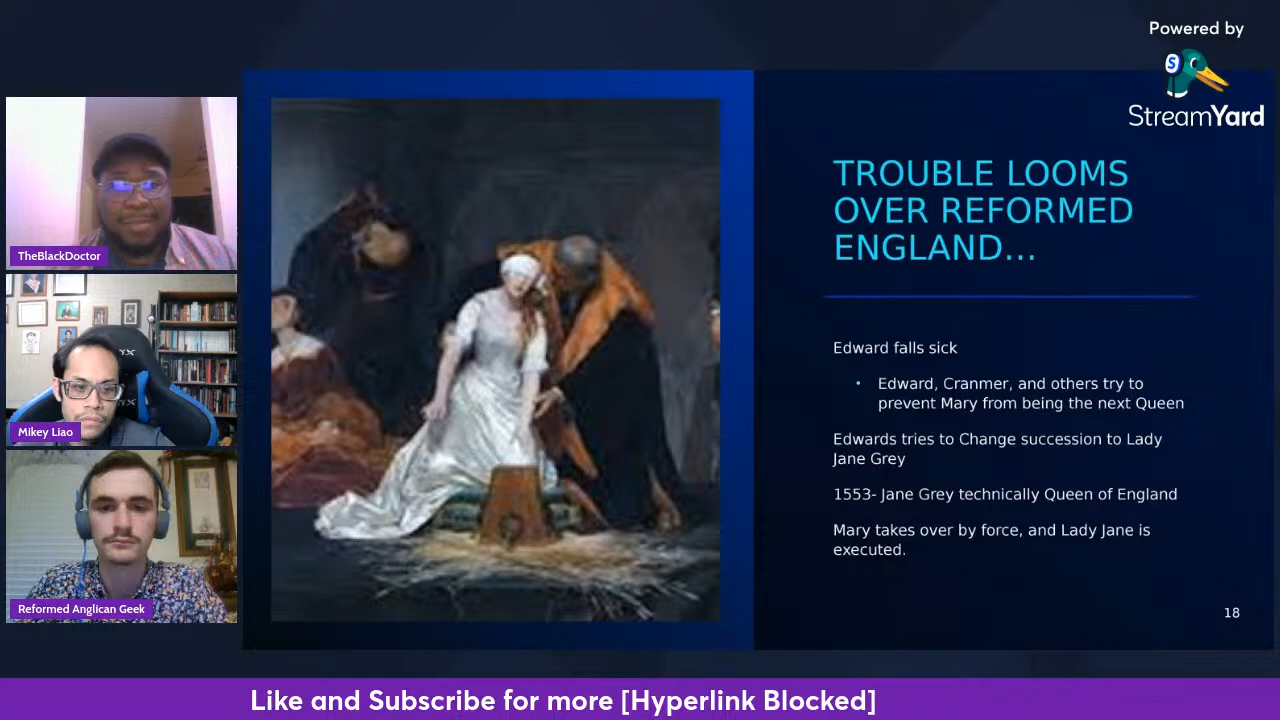 Powered by
StreamYard
TheBlackDoctor
Mikey Liao
Reformed Anglican Geek
TROUBLE LOOMS
OVER REFORMED
ENGLAND...
Edward falls sick
• Edward, Cranmer, and others try to
prevent Mary from being the next Queen
Edwards tries to Change succession to Lady
Jane Grey
1553- Jane Grey technically Queen of England
Mary takes over by force, and Lady Jane is
executed.
18
Like and Subscribe for more [Hyperlink Blocked]